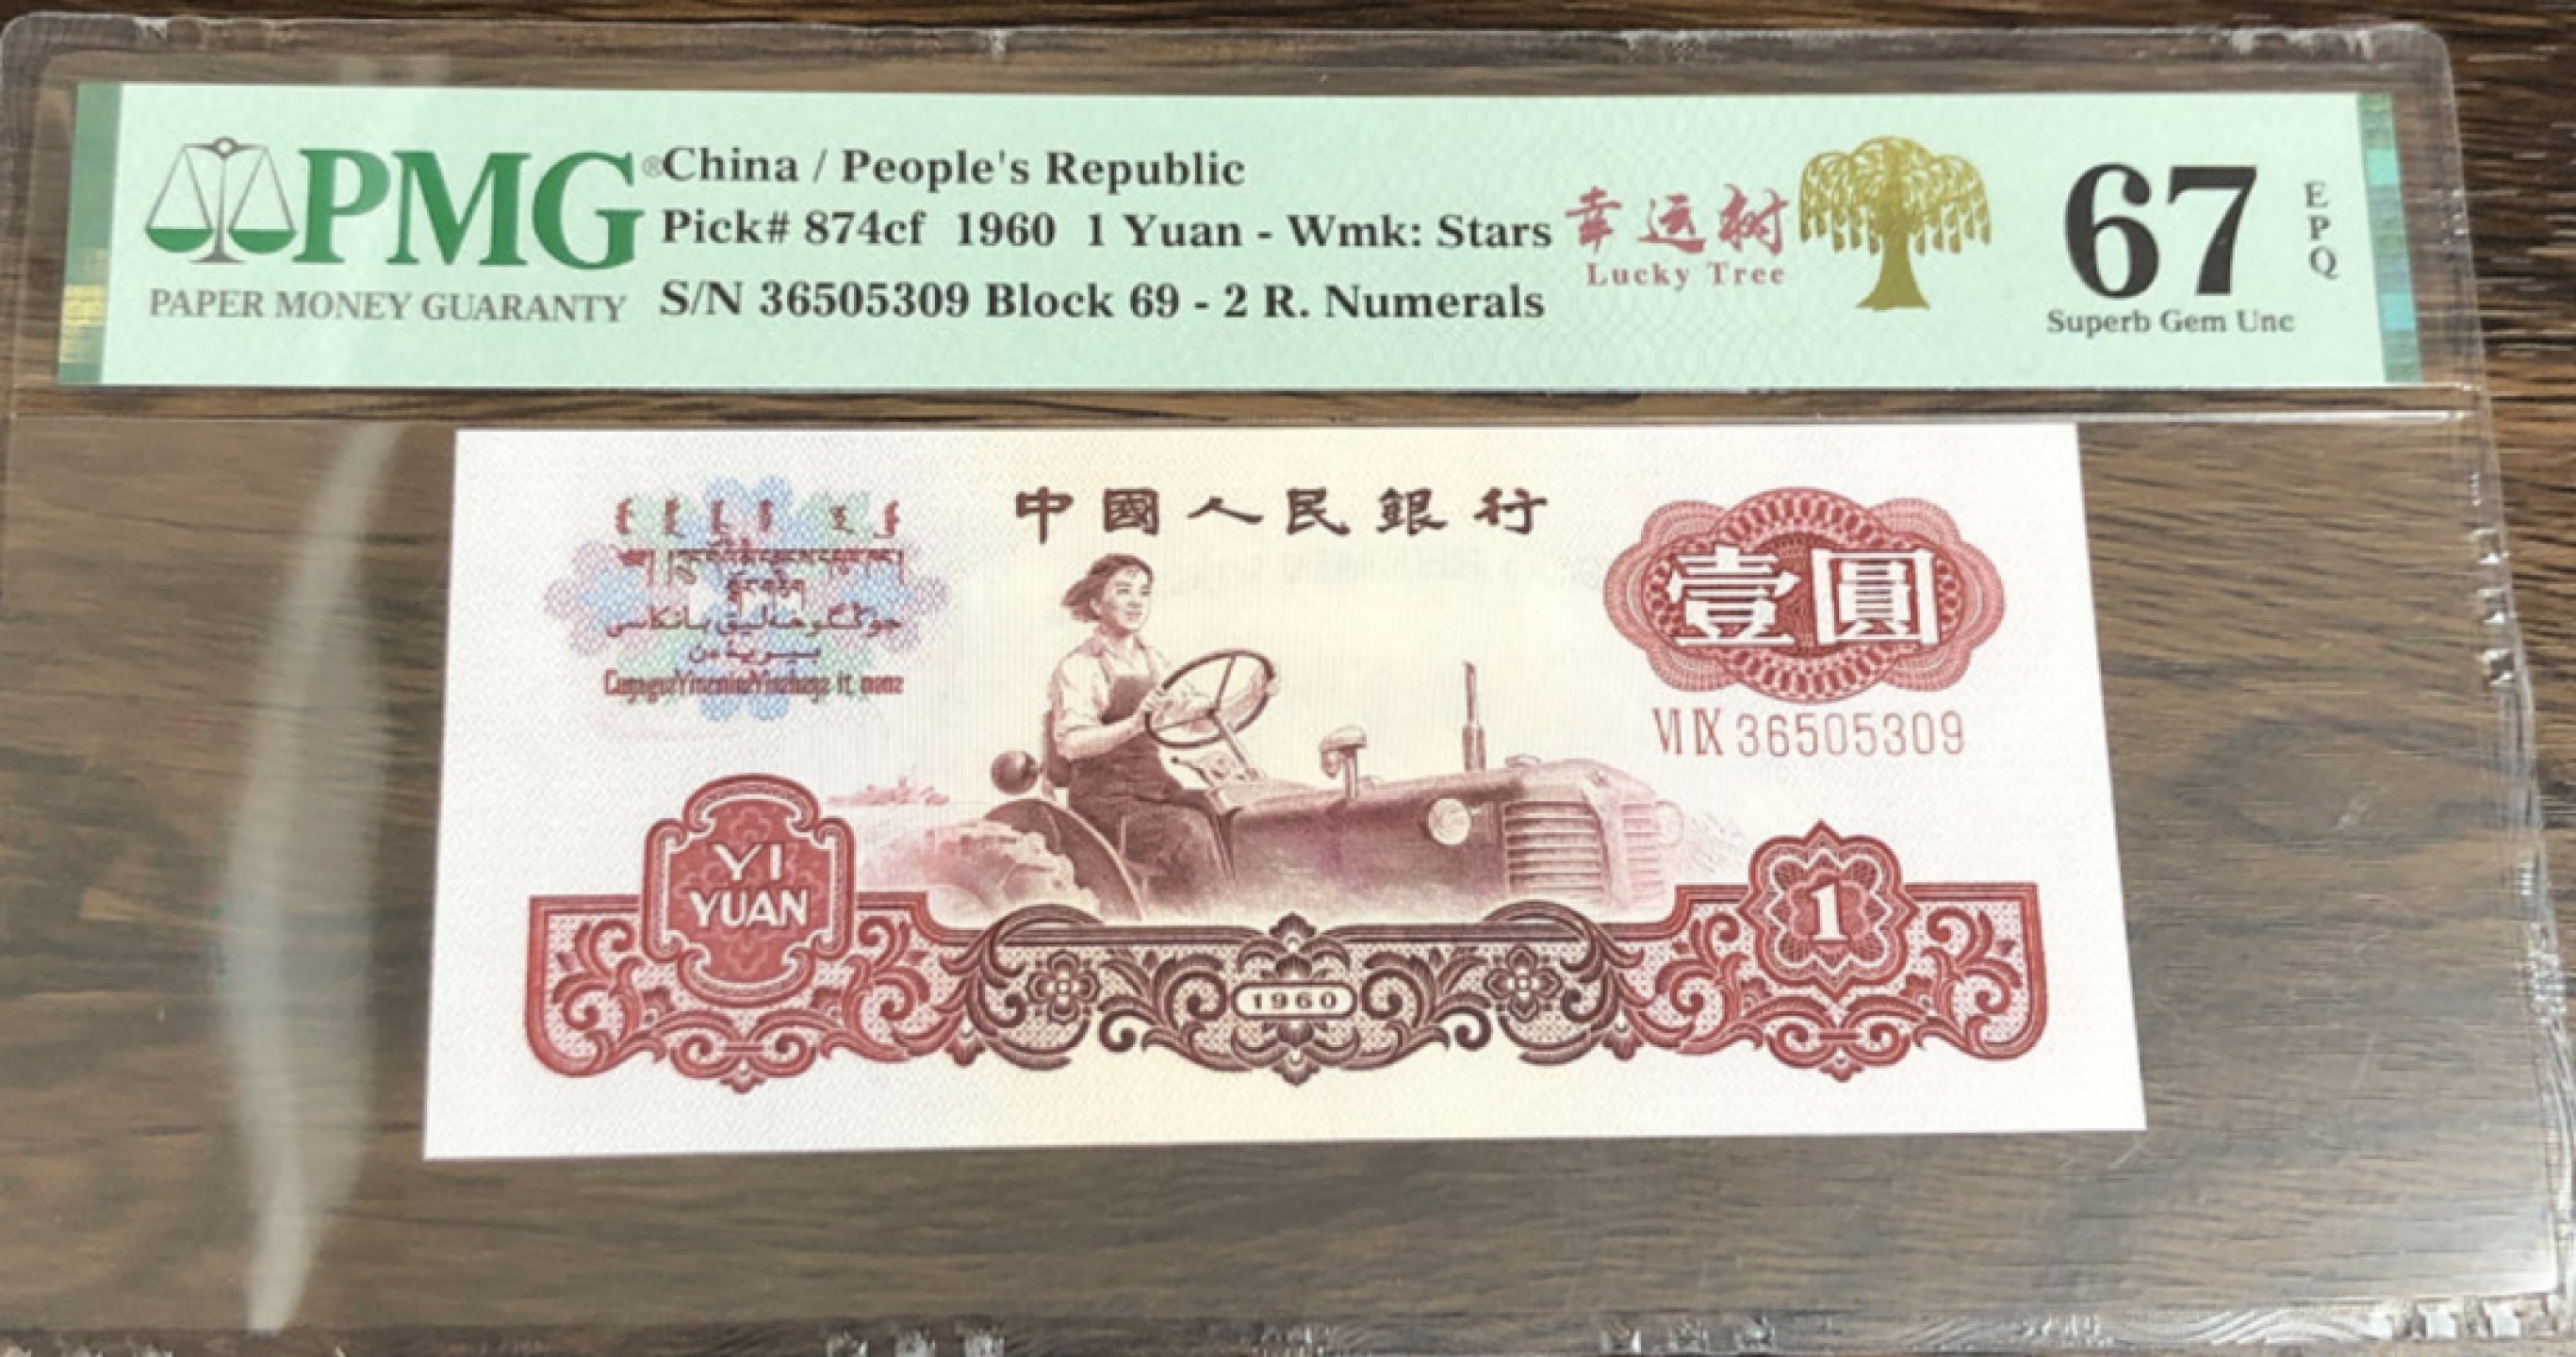 PMG®
PAPER MONEY GUARANTY
China / People's Republic
Pick# 874cf 1960 1 Yuan - Wmk: Stars
S/N 36505309 Block 69 - 2 R. Numerals
幸运树
Lucky Tree
67
EPQ
Superb Gem Unc
中國人民銀行
壹圓
VI IX 36505309
YI
YUAN
1960
1